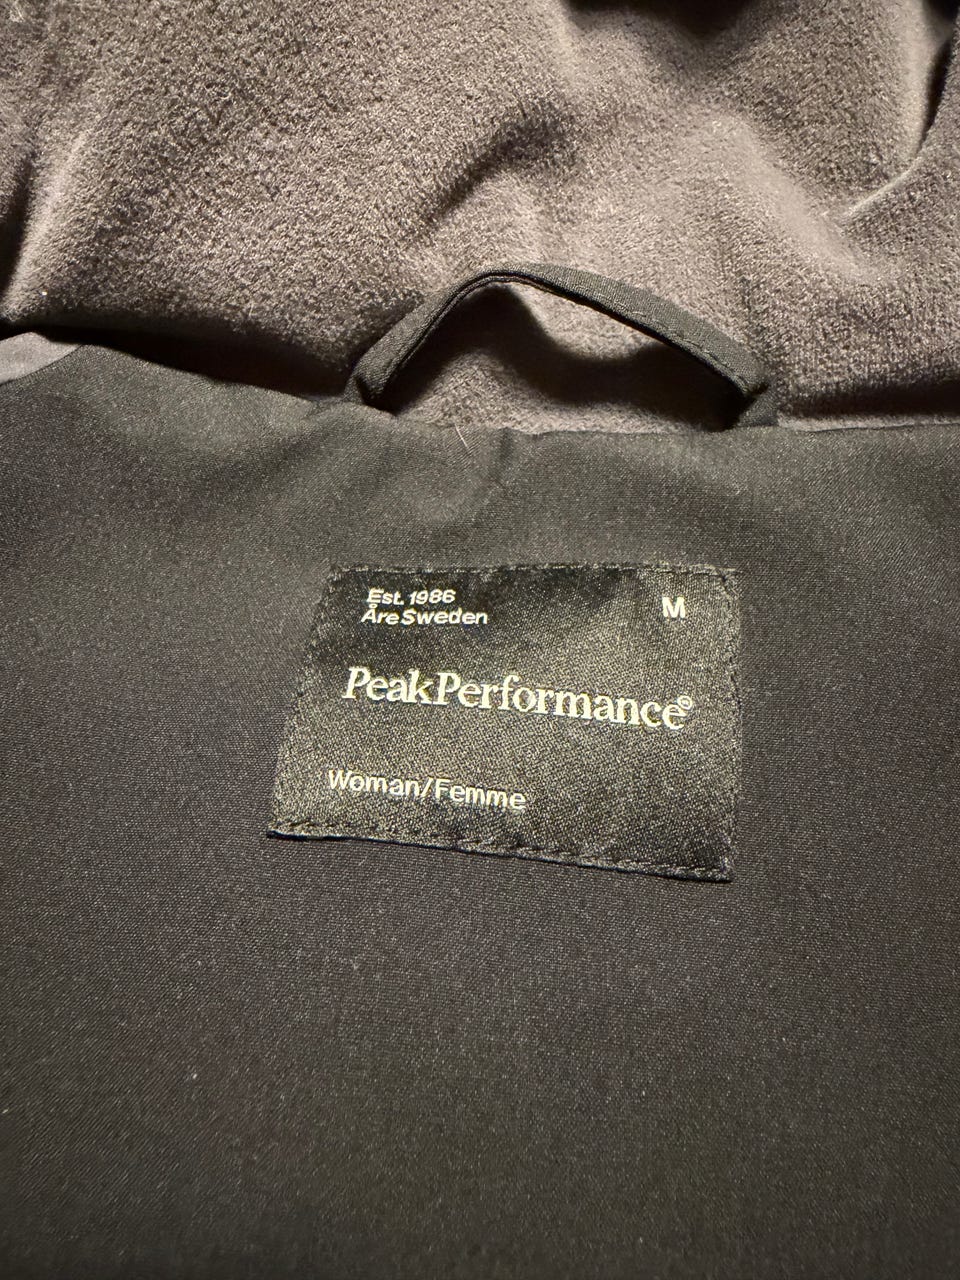 Est. 1986
Åre Sweden
M
PeakPerformance®
Woman/Femme